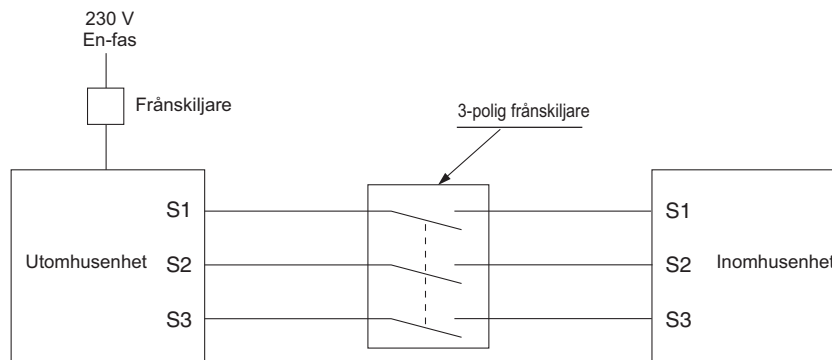 230 V
En-fas
Frånskiljare
3-polig frånskiljare
Utomhusenhet
S1
S2
S3
S1
S2
S3
Inomhusenhet